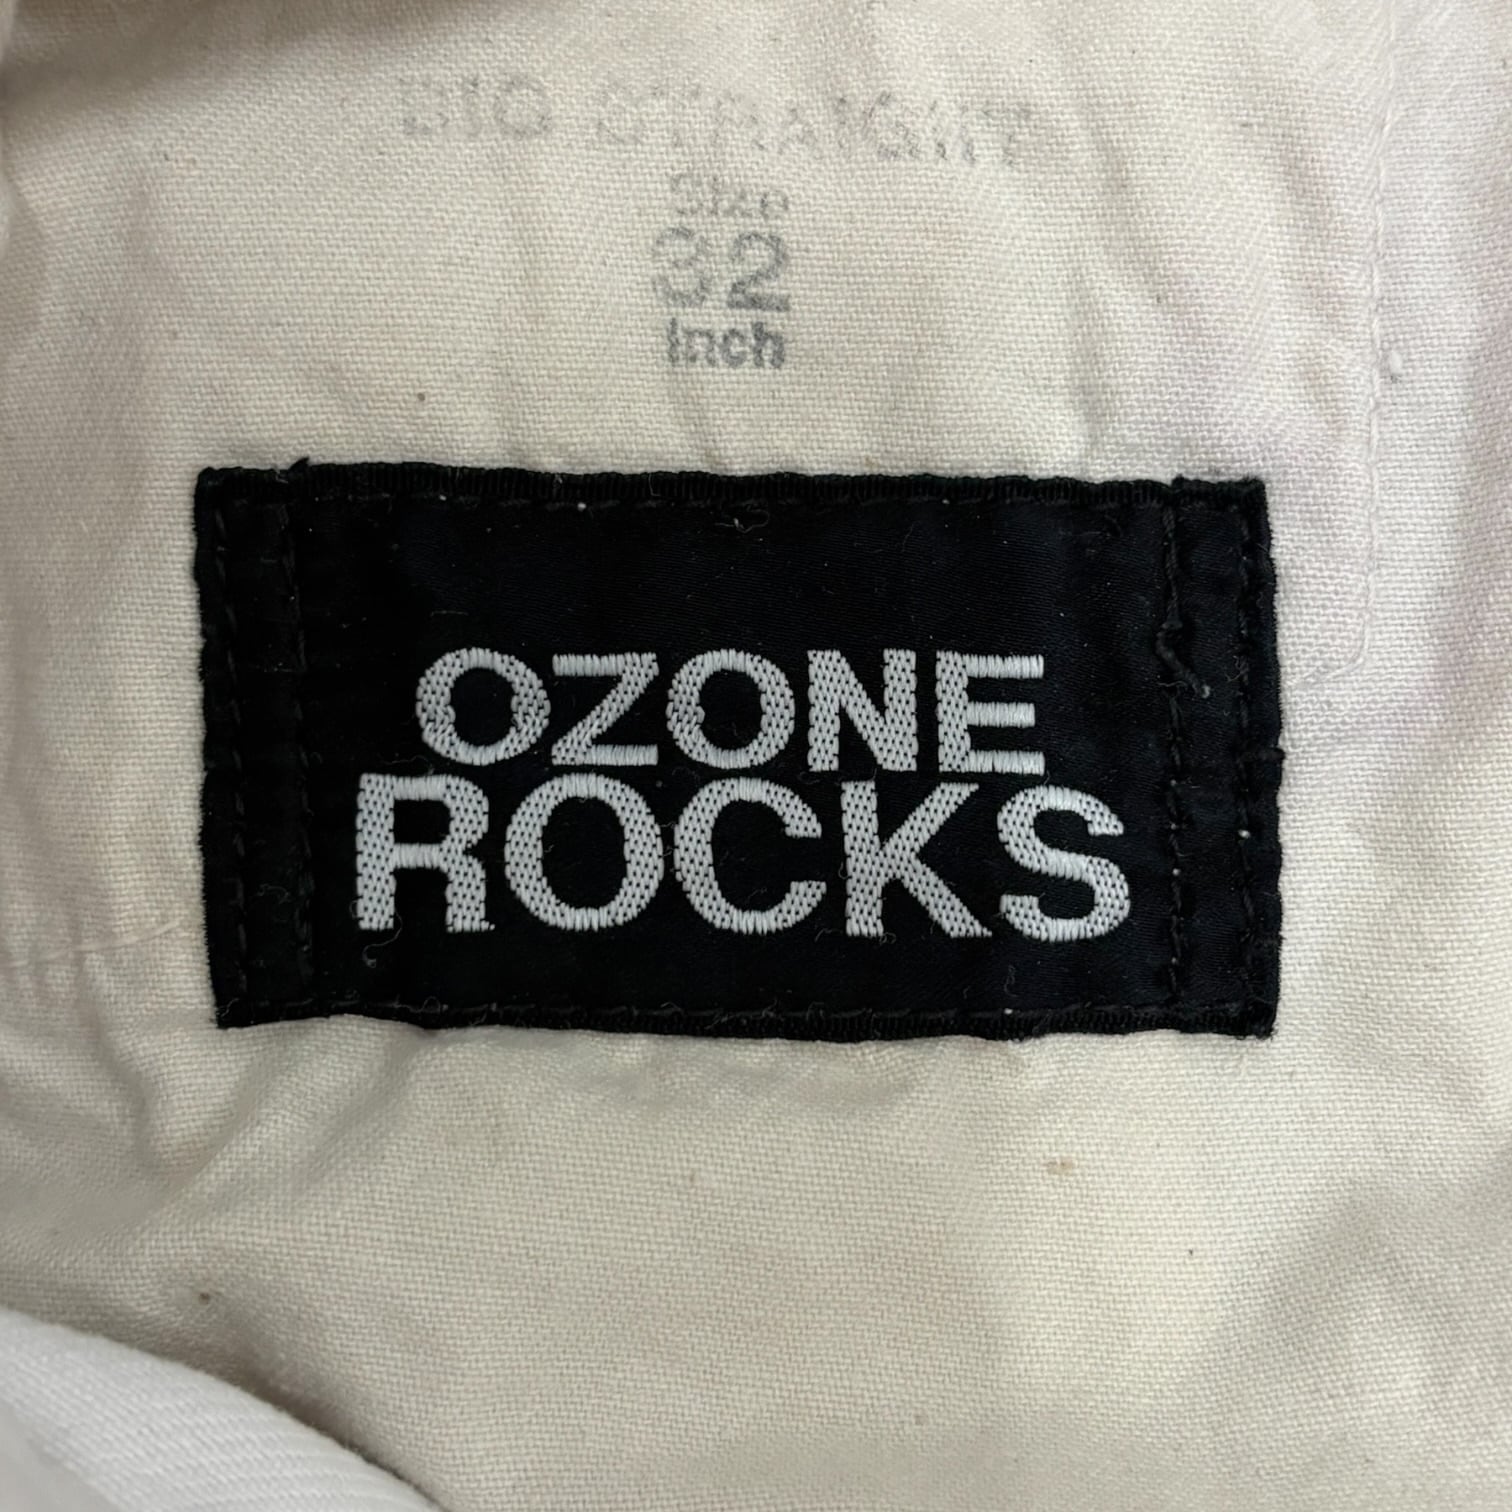 BIG STRAIGHT
Size
32
Inch
OZONE
ROCKS